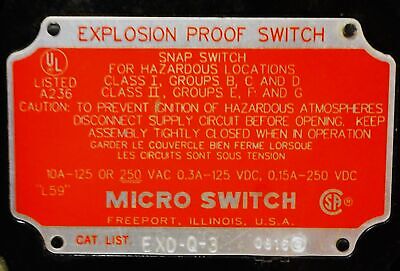 EXPLOSION PROOF SWITCH
UL
LISTED
A236
SNAP SWITCH
FOR HAZARDOUS LOCATIONS
CLASS I, GROUPS B, C AND D
CLASS II, GROUPS E, F AND G
CAUTION: TO PREVENT IGNITION OF HAZARDOUS ATMOSPHERES
DISCONNECT SUPPLY CIRCUIT BEFORE OPENING. KEEP
ASSEMBLY TIGHTLY CLOSED WHEN IN OPERATION
GARDER LE COUVERCLE BIEN FERME LORSQUE
LES CIRCUITS SONT SOUS TENSION
10A-125 OR 250 VAC 0.3A-125 VDC, 0.15A-250 VDC
"L59"
MICRO SWITCH
SA
FREEPORT, ILLINOIS, U.S.A.
CAT LIST EXO-Q-3 0816